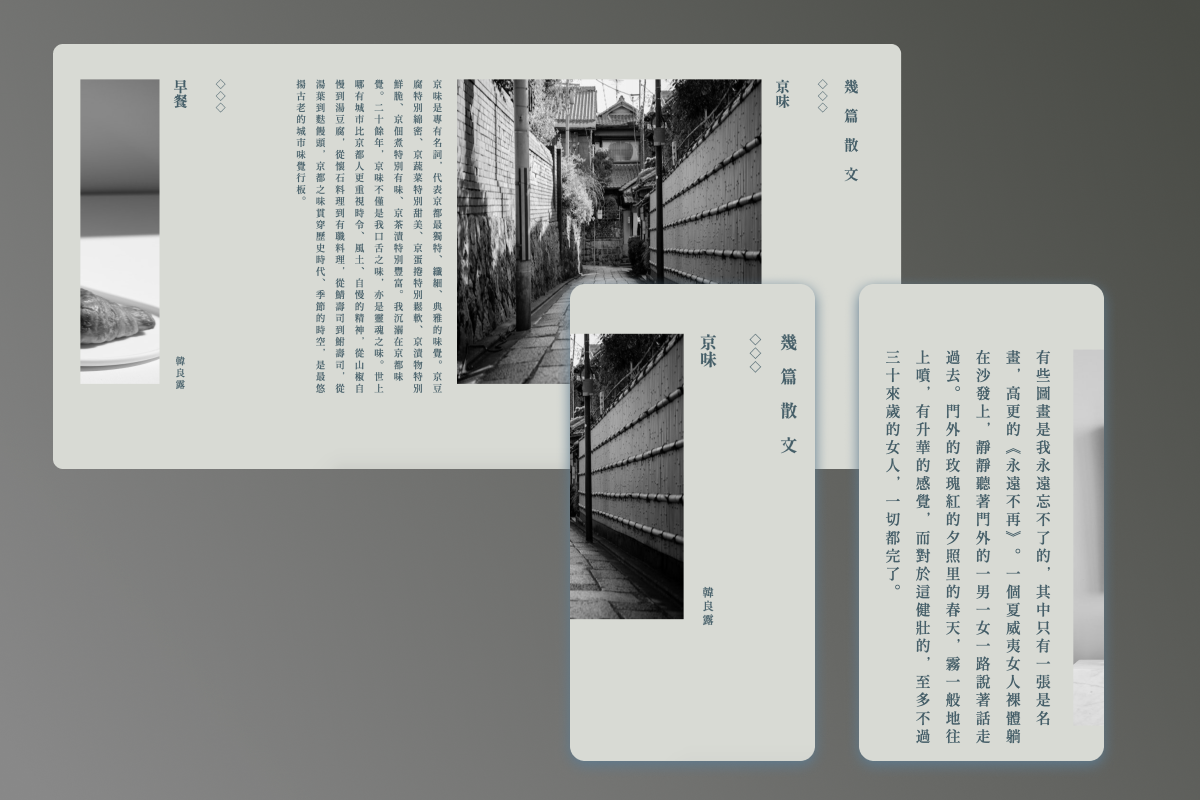 幾篇散文
◇◇◇
京味
京味是專有名詞，代表京都最獨特、纖細、典雅的味覺。京豆
腐特別綿密、京蔬菜特別甜美、京蛋捲特別鬆軟、京漬物特別
鮮脆、京佃煮特別有味、京茶漬特別豐富。我沉溺在京都味
覺。二十餘年，京味不僅是我口舌之味，亦是靈魂之味。世上
哪有城市比京都人更重視時令、風土、自慢的精神，從山椒自
慢到湯豆腐，從懷石料理到有職料理，從鯖壽司到鮒壽司，從
湯葉到麩饅頭，京都之味貫穿歷史時代、季節的時空，是最悠
揚古老的城市味覺行板。
◇◇◇
早餐
韓良露
幾篇散文
◇◇◇
京味
韓良露
有些圖畫是我永遠忘不了的，其中只有一張是名
畫，高更的《永遠不再》。一個夏威夷女人裸體躺
在沙發上，靜靜聽著門外的一男一女一路說著話走
過去。門外的玫瑰紅的夕照里的春天，霧一般地往
上噴，有升華的感覺，而對於這健壯的，至多不過
三十來歲的女人，一切都完了。